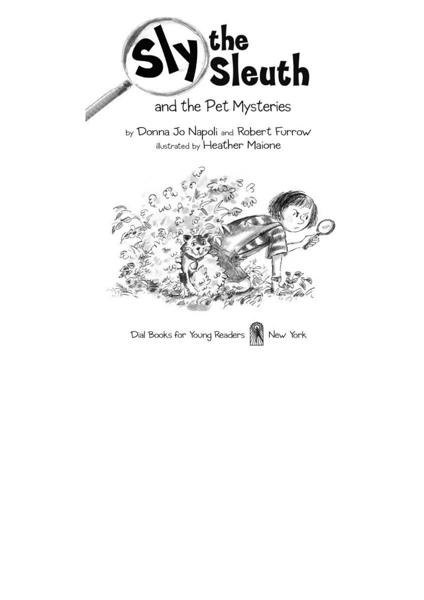 Sly the
Sleuth
and the Pet Mysteries
by Donna Jo Napoli and Robert Furrow
illustrated by Heather Maione
Dial Books for Young Readers New York